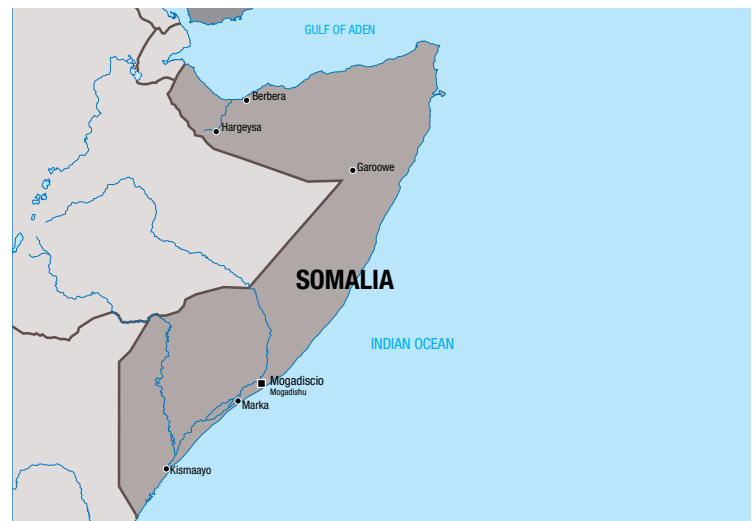 GULF OF ADEN
Berbera
Hargeysa
Garoowe
SOMALIA
INDIAN OCEAN
Mogadiscio
Mogadishu
Marka
Kismaayo